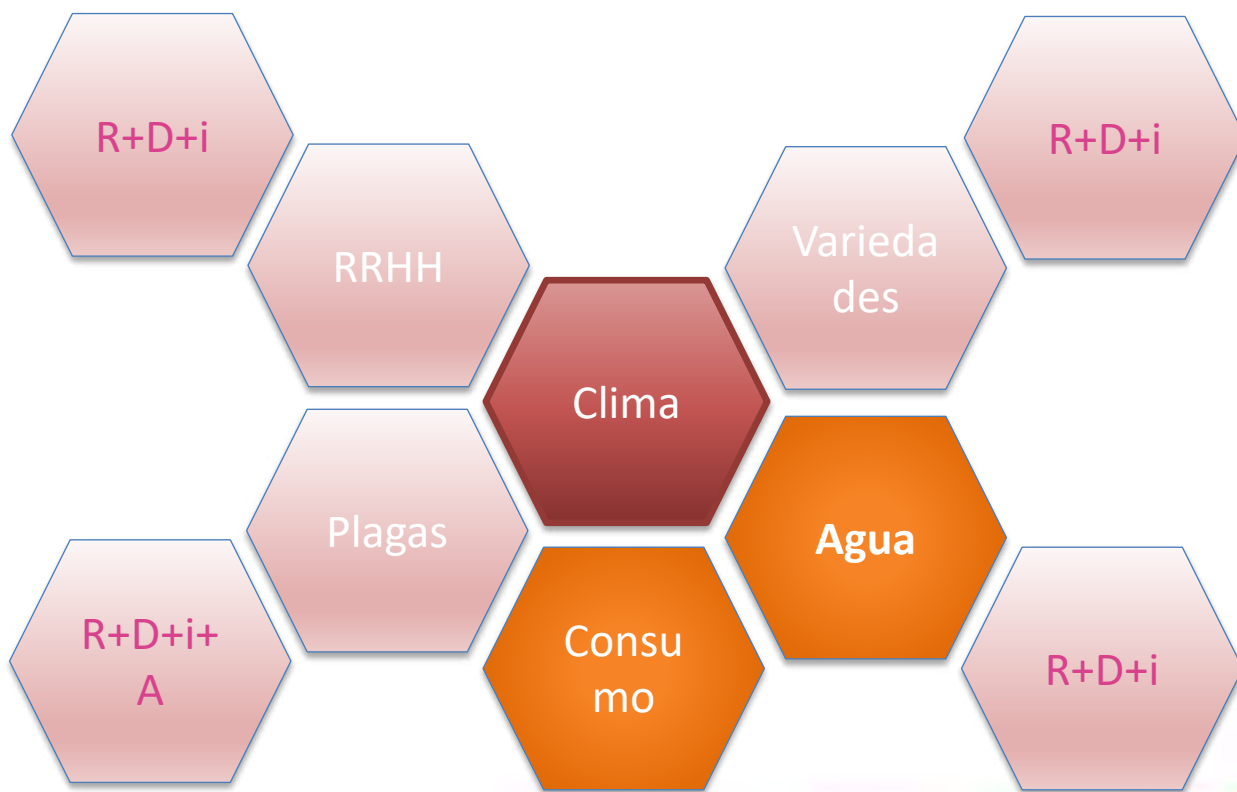 R+D+i
R+D+i
RRHH
Varieda
des
Clima
Plagas
Agua
R+D+i+
A
Consu
mo
R+D+i